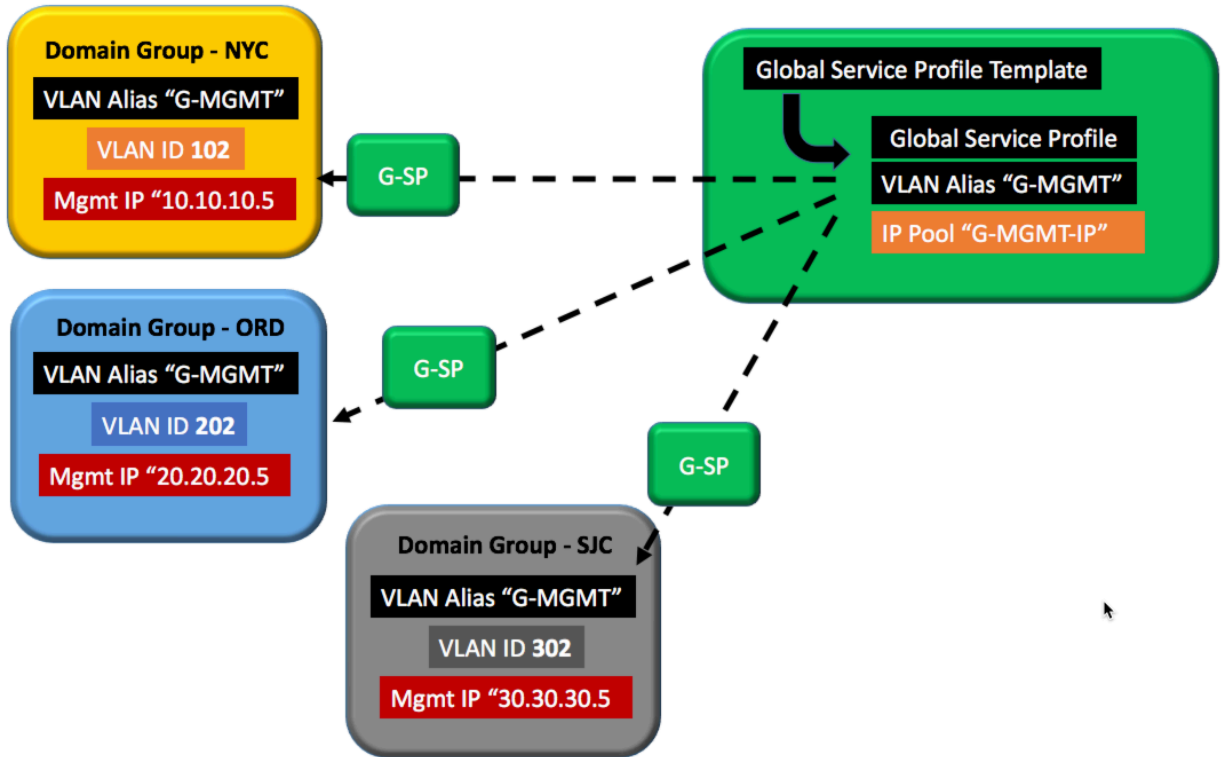 Domain Group - NYC
VLAN Alias “G-MGMT”
VLAN ID 102
Mgmt IP “10.10.10.5
G-SP
Global Service Profile Template
Global Service Profile
VLAN Alias “G-MGMT”
IP Pool “G-MGMT-IP”
Domain Group - ORD
VLAN Alias “G-MGMT”
VLAN ID 202
Mgmt IP “20.20.20.5
G-SP
G-SP
Domain Group - SJC
VLAN Alias “G-MGMT”
VLAN ID 302
Mgmt IP “30.30.30.5